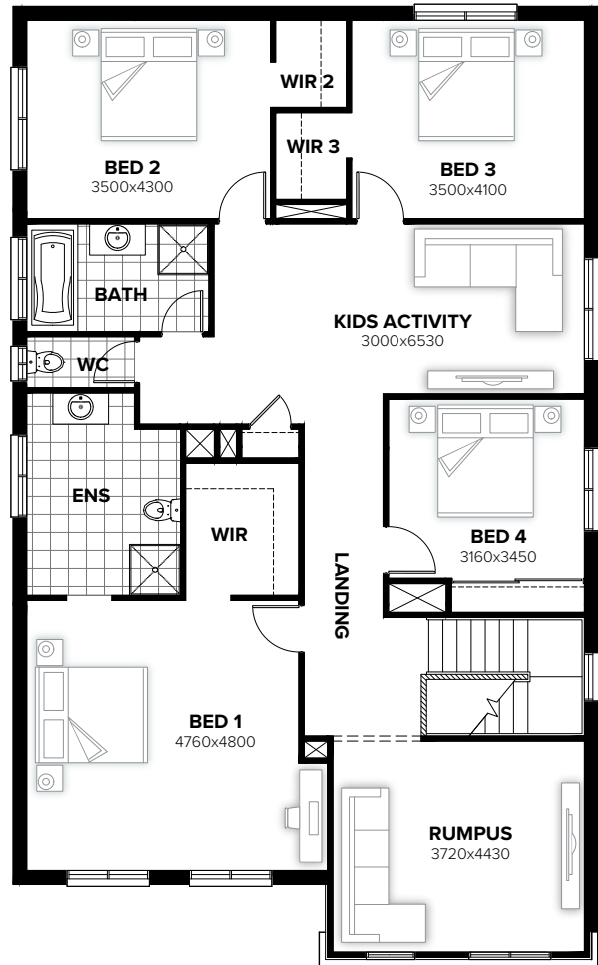 WIR 2
WIR 3
BED 2
3500x4300
BED 3
3500x4100
BATH
KIDS ACTIVITY
3000x6530
WC
ENS
WIR
BED 4
3160x3450
LANDING
BED 1
4760x4800
RUMPUS
3720x4430